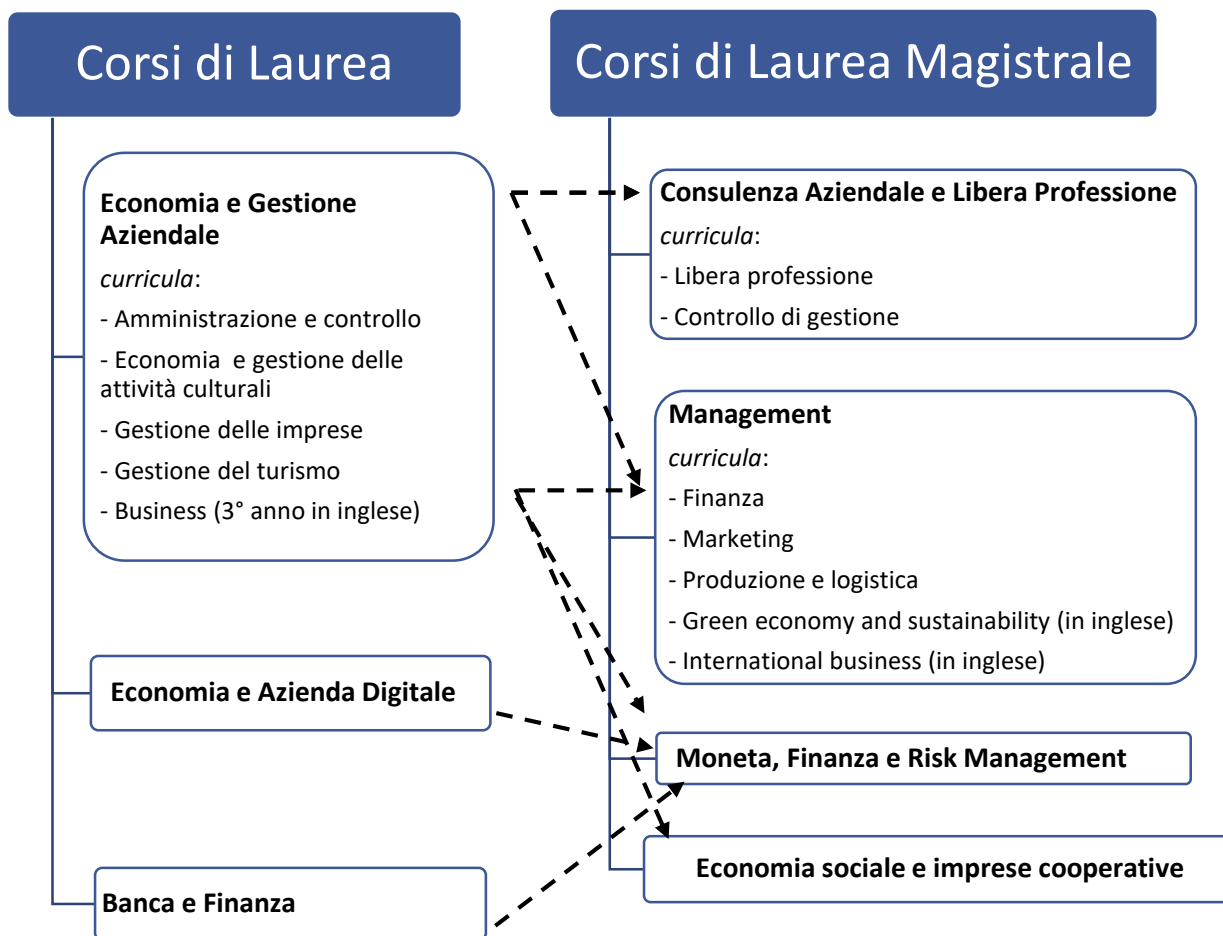 Corsi di Laurea
Economia e Gestione
Aziendale
curricula:
- Amministrazione e controllo
- Economia e gestione delle
attività culturali
- Gestione delle imprese
- Gestione del turismo
- Business (3° anno in inglese)
Economia e Azienda Digitale
Banca e Finanza
Corsi di Laurea Magistrale
Consulenza Aziendale e Libera Professione
curricula:
- Libera professione
- Controllo di gestione
Management
curricula:
- Finanza
- Marketing
- Produzione e logistica
- Green economy and sustainability (in inglese)
- International business (in inglese)
Moneta, Finanza e Risk Management
Economia sociale e imprese cooperative